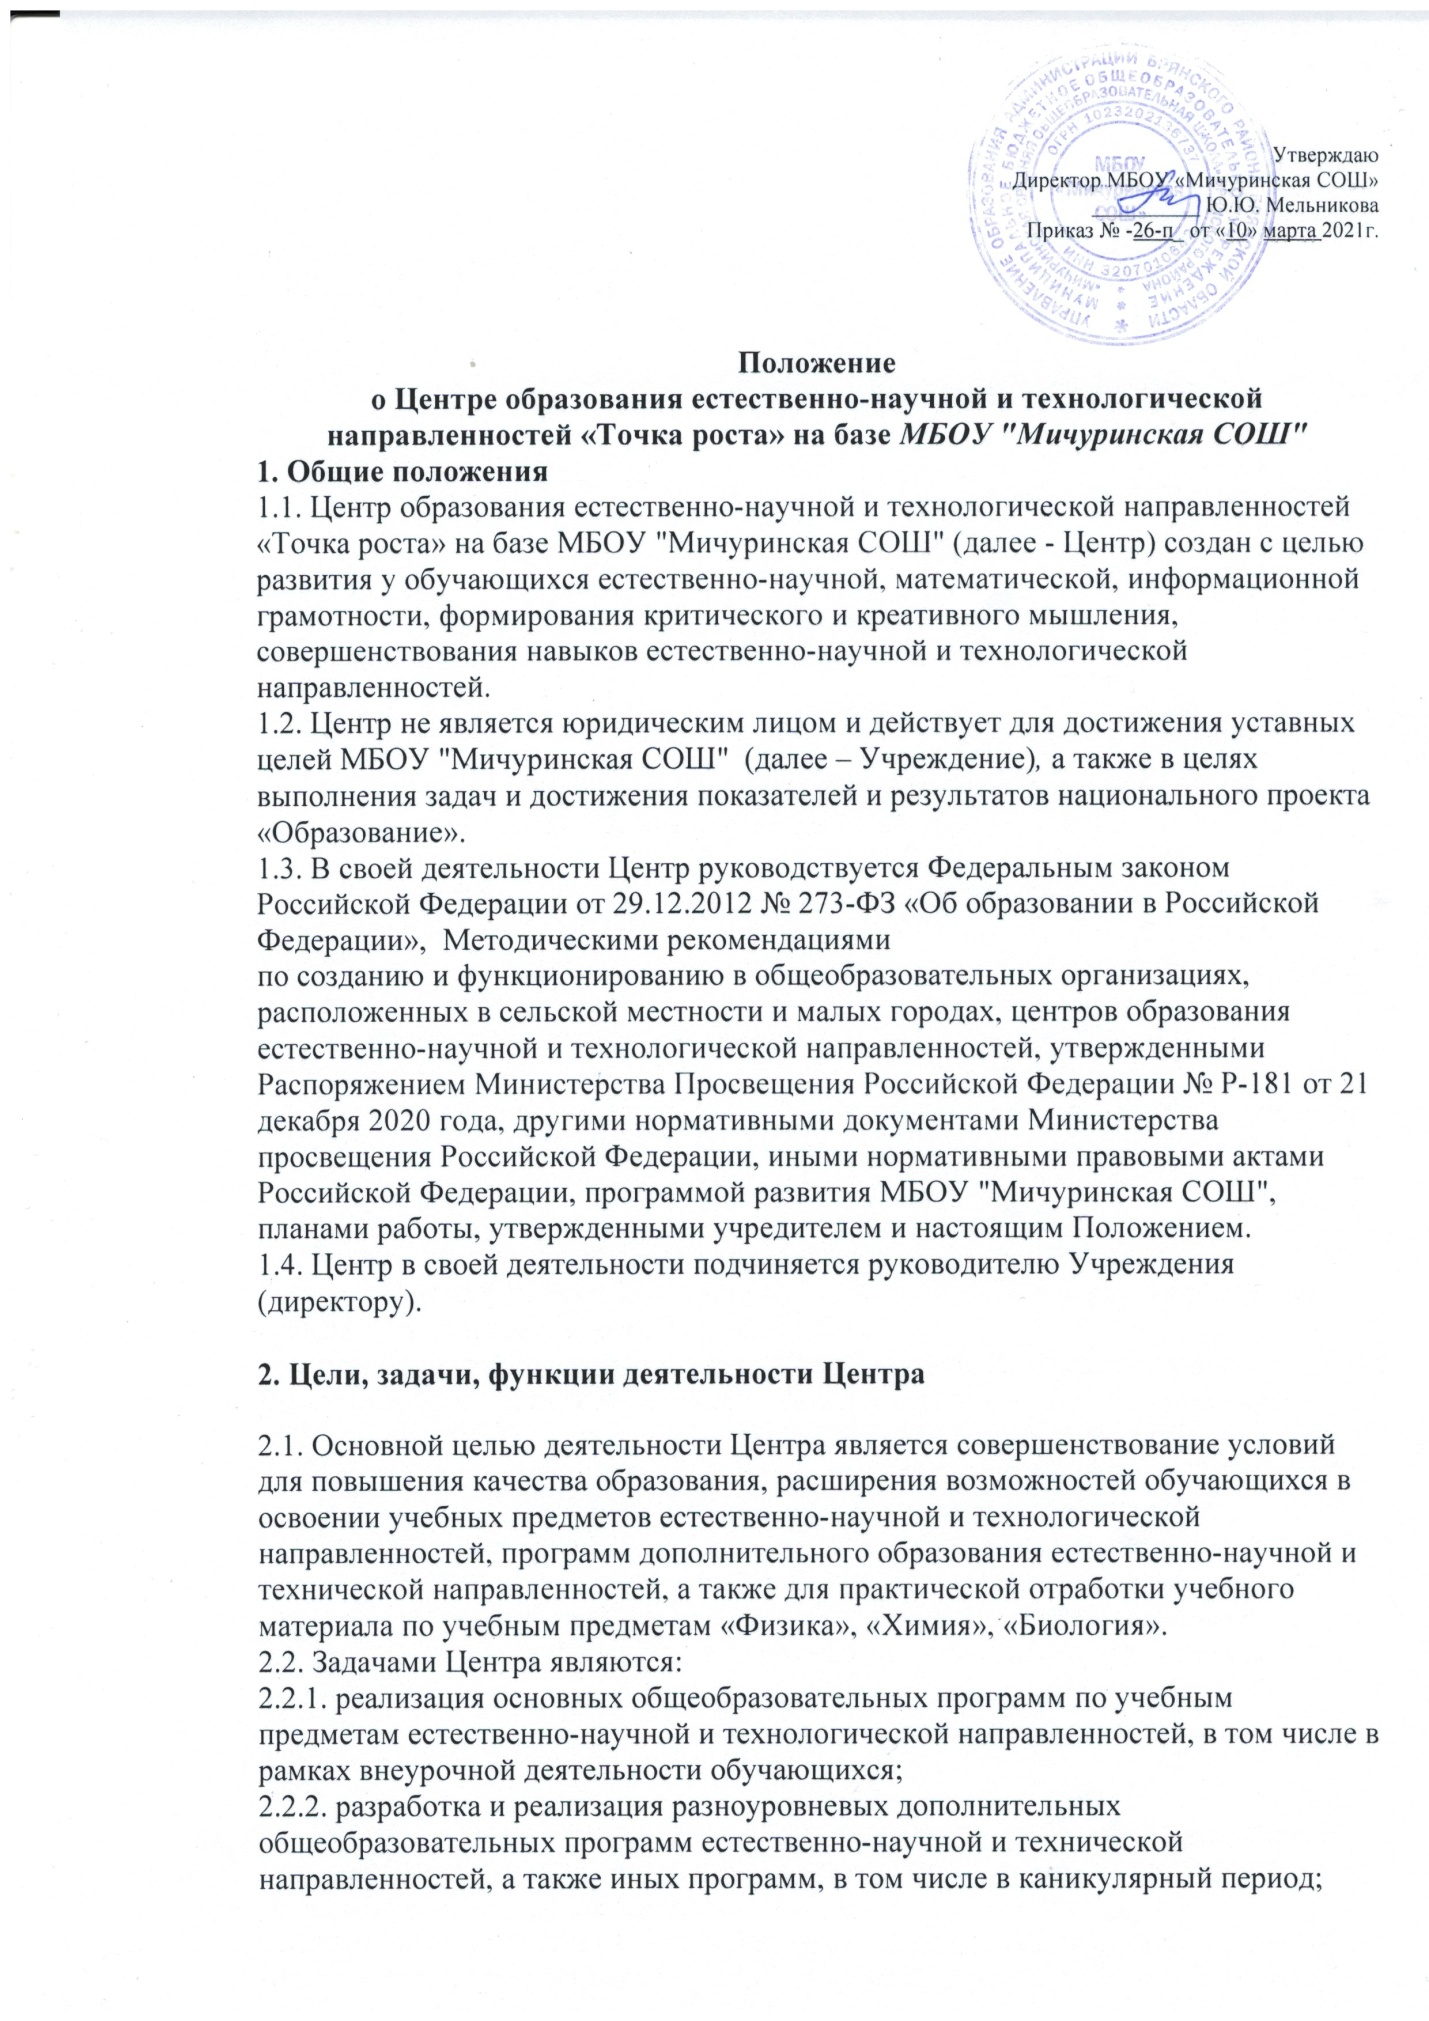 УПРАВЛЕНИЕ ОБРАЗОВАНИЯ АДМИНИСТРАЦИИ БРЯНСКОГО РАЙОНА БРЯНСКОЙ ОБЛАСТИ
МУНИЦИПАЛЬНОЕ БЮДЖЕТНОЕ ОБЩЕОБРАЗОВАТЕЛЬНОЕ УЧРЕЖДЕНИЕ
МБОУ
СОШ»
Утверждаю
Директор МБОУ «Мичуринская СОШ»
Ю.Ю. Мельникова
Приказ № -26-п_ от «10» марта 2021г.
Положение
о Центре образования естественно-научной и технологической
направленностей «Точка роста» на базе МБОУ "Мичуринская СОШ"
1. Общие положения
1.1. Центр образования естественно-научной и технологической направленностей
«Точка роста» на базе МБОУ "Мичуринская СОШ" (далее - Центр) создан с целью
развития у обучающихся естественно-научной, математической, информационной
грамотности, формирования критического и креативного мышления,
совершенствования навыков естественно-научной и технологической
направленностей.
1.2. Центр не является юридическим лицом и действует для достижения уставных
целей МБОУ "Мичуринская СОШ"  (далее – Учреждение), а также в целях
выполнения задач и достижения показателей и результатов национального проекта
«Образование».
1.3. В своей деятельности Центр руководствуется Федеральным законом
Российской Федерации от 29.12.2012 № 273-ФЗ «Об образовании в Российской
Федерации»,  Методическими рекомендациями
по созданию и функционированию в общеобразовательных организациях,
расположенных в сельской местности и малых городах, центров образования
естественно-научной и технологической направленностей, утвержденными
Распоряжением Министерства Просвещения Российской Федерации № Р-181 от 21
декабря 2020 года, другими нормативными документами Министерства
просвещения Российской Федерации, иными нормативными правовыми актами
Российской Федерации, программой развития МБОУ "Мичуринская СОШ",
планами работы, утвержденными учредителем и настоящим Положением.
1.4. Центр в своей деятельности подчиняется руководителю Учреждения
(директору).
2. Цели, задачи, функции деятельности Центра
2.1. Основной целью деятельности Центра является совершенствование условий
для повышения качества образования, расширения возможностей обучающихся в
освоении учебных предметов естественно-научной и технологической
направленностей, программ дополнительного образования естественно-научной и
технической направленностей, а также для практической отработки учебного
материала по учебным предметам «Физика», «Химия», «Биология».
2.2. Задачами Центра являются:
2.2.1. реализация основных общеобразовательных программ по учебным
предметам естественно-научной и технологической направленностей, в том числе в
рамках внеурочной деятельности обучающихся;
2.2.2. разработка и реализация разноуровневых дополнительных
общеобразовательных программ естественно-научной и технической
направленностей, а также иных программ, в том числе в каникулярный период;